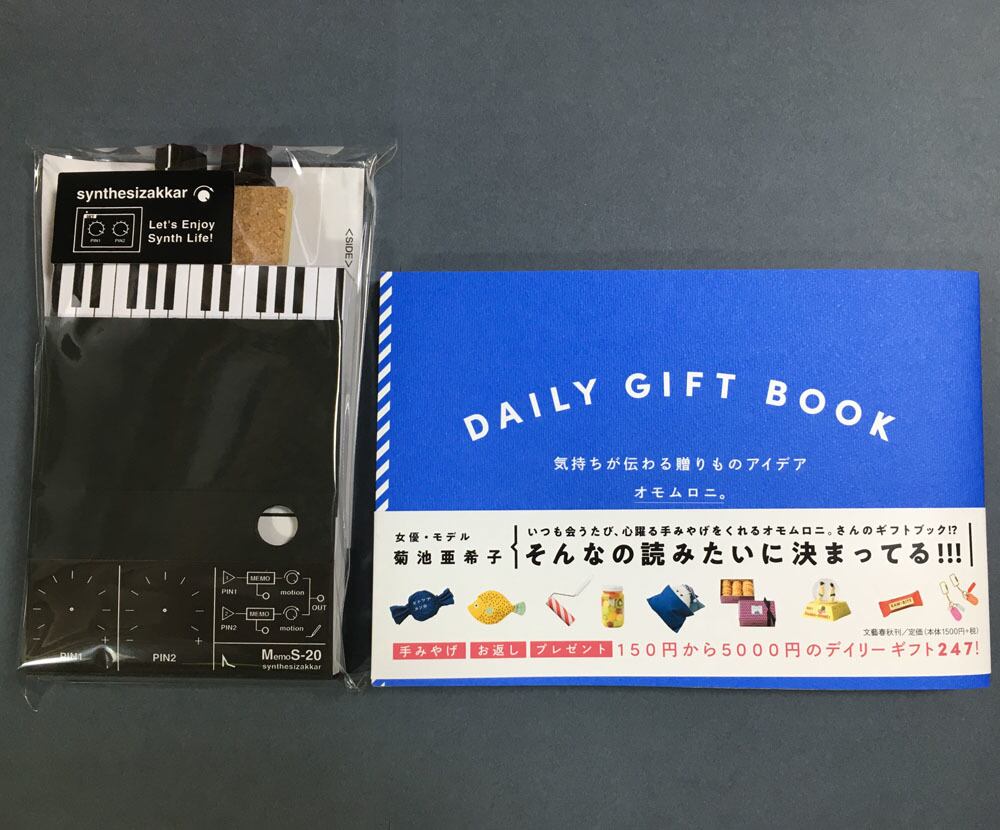 synthesizakkar
SET
PIN1 PIN2
Let's Enjoy
Synth Life!
<SIDE>
PIN1
PIN2
MEMO
PIN1
motion
OUT
MEMO
PIN2
motion
MemoS-20
synthesizakkar
DAILY GIFT BOOK
気持ちが伝わる贈りものアイデア
オモムロニ。
女優・モデル
菊池亜希子
いつも会うたび、心躍る手みやげをくれるオモムロニ。さんのギフトブック!?
そんなの読みたいに決まってる!!!
文藝春秋刊/定価(本体1500円+税)
手みやげ お返し プレゼント 150円から5000円のデイリーギフト247!